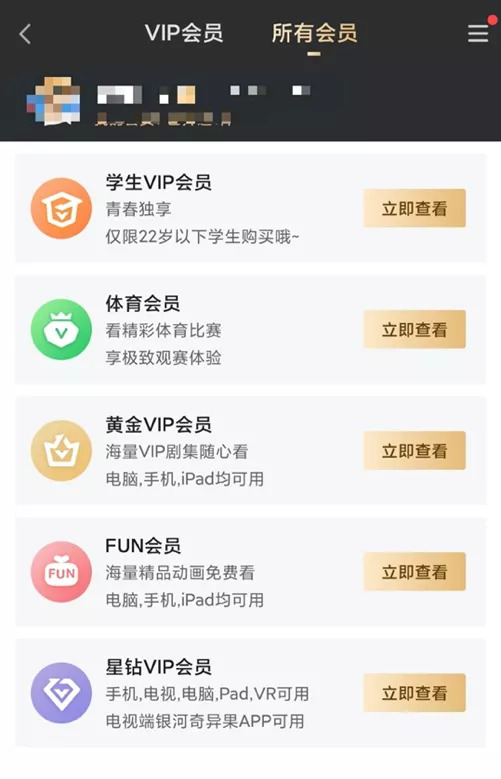 VIP会员 所有会员
学生VIP会员
青春独享
仅限22岁以下学生购买哦~
立即查看
体育会员
看精彩体育比赛
享极致观赛体验
立即查看
黄金VIP会员
海量VIP剧集随心看
电脑,手机,iPad均可用
立即查看
FUN
FUN会员
海量精品动画免费看
电脑,手机,iPad均可用
立即查看
星钻VIP会员
手机,电视,电脑,Pad,VR可用
电视端银河奇异果APP可用
立即查看